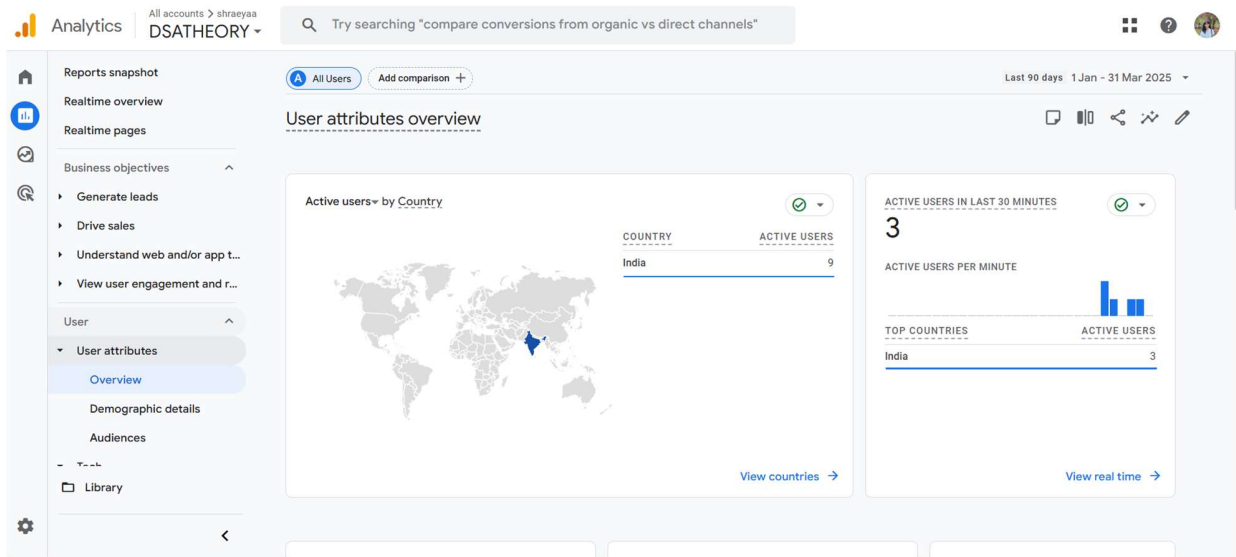 Analytics
All accounts > shraeyaa
DSATHEORY
Try searching "compare conversions from organic vs direct channels"
Reports snapshot
Realtime overview
Realtime pages
Business objectives
Generate leads
Drive sales
Understand web and/or app t...
View user engagement and r...
User
User attributes
Overview
Demographic details
Audiences
Tech
Library
A All Users
Add comparison +
Last 90 days 1 Jan - 31 Mar 2025
User attributes overview
Active users by Country
COUNTRY ACTIVE USERS
India 9
View countries →
ACTIVE USERS IN LAST 30 MINUTES
3
ACTIVE USERS PER MINUTE
TOP COUNTRIES ACTIVE USERS
India 3
View real time →